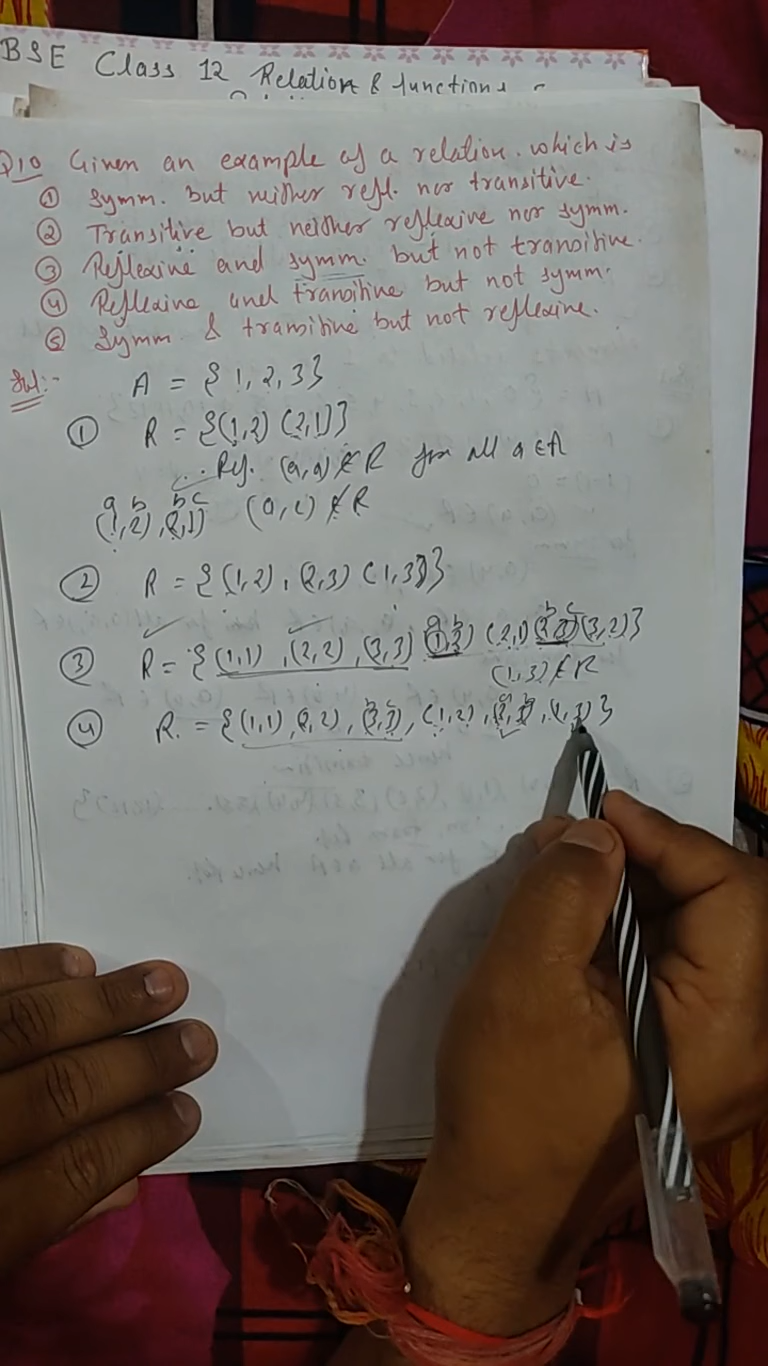 BSE Class 12 Relation & functions
Q10 Given an example of a relation. which is
① Symm. but neither refl. nor transitive.
② Transitive but neither reflexive nor symm.
③ Reflexive and symm. but not transitive.
④ Reflexive and transitive but not symm.
⑤ Symm & transitive but not reflexive.
Sol:- A = {1, 2, 3}
① R = {(1,2) (2,1)}
∴ Ref. (a,a) ∉ R for all a ∈ A
a b b c
(1,2), (2,1) (a,c) ∉ R
② R = {(1,2), (2,3) (1,3)}
a b b c
③ R = {(1,1), (2,2), (3,3) (1,2) (2,1) (2,3) (3,2)}
(1,3) ∉ R
④ R. = {(1,1), (2,2), (3,3), (1,2), (2,3), (1,3)}